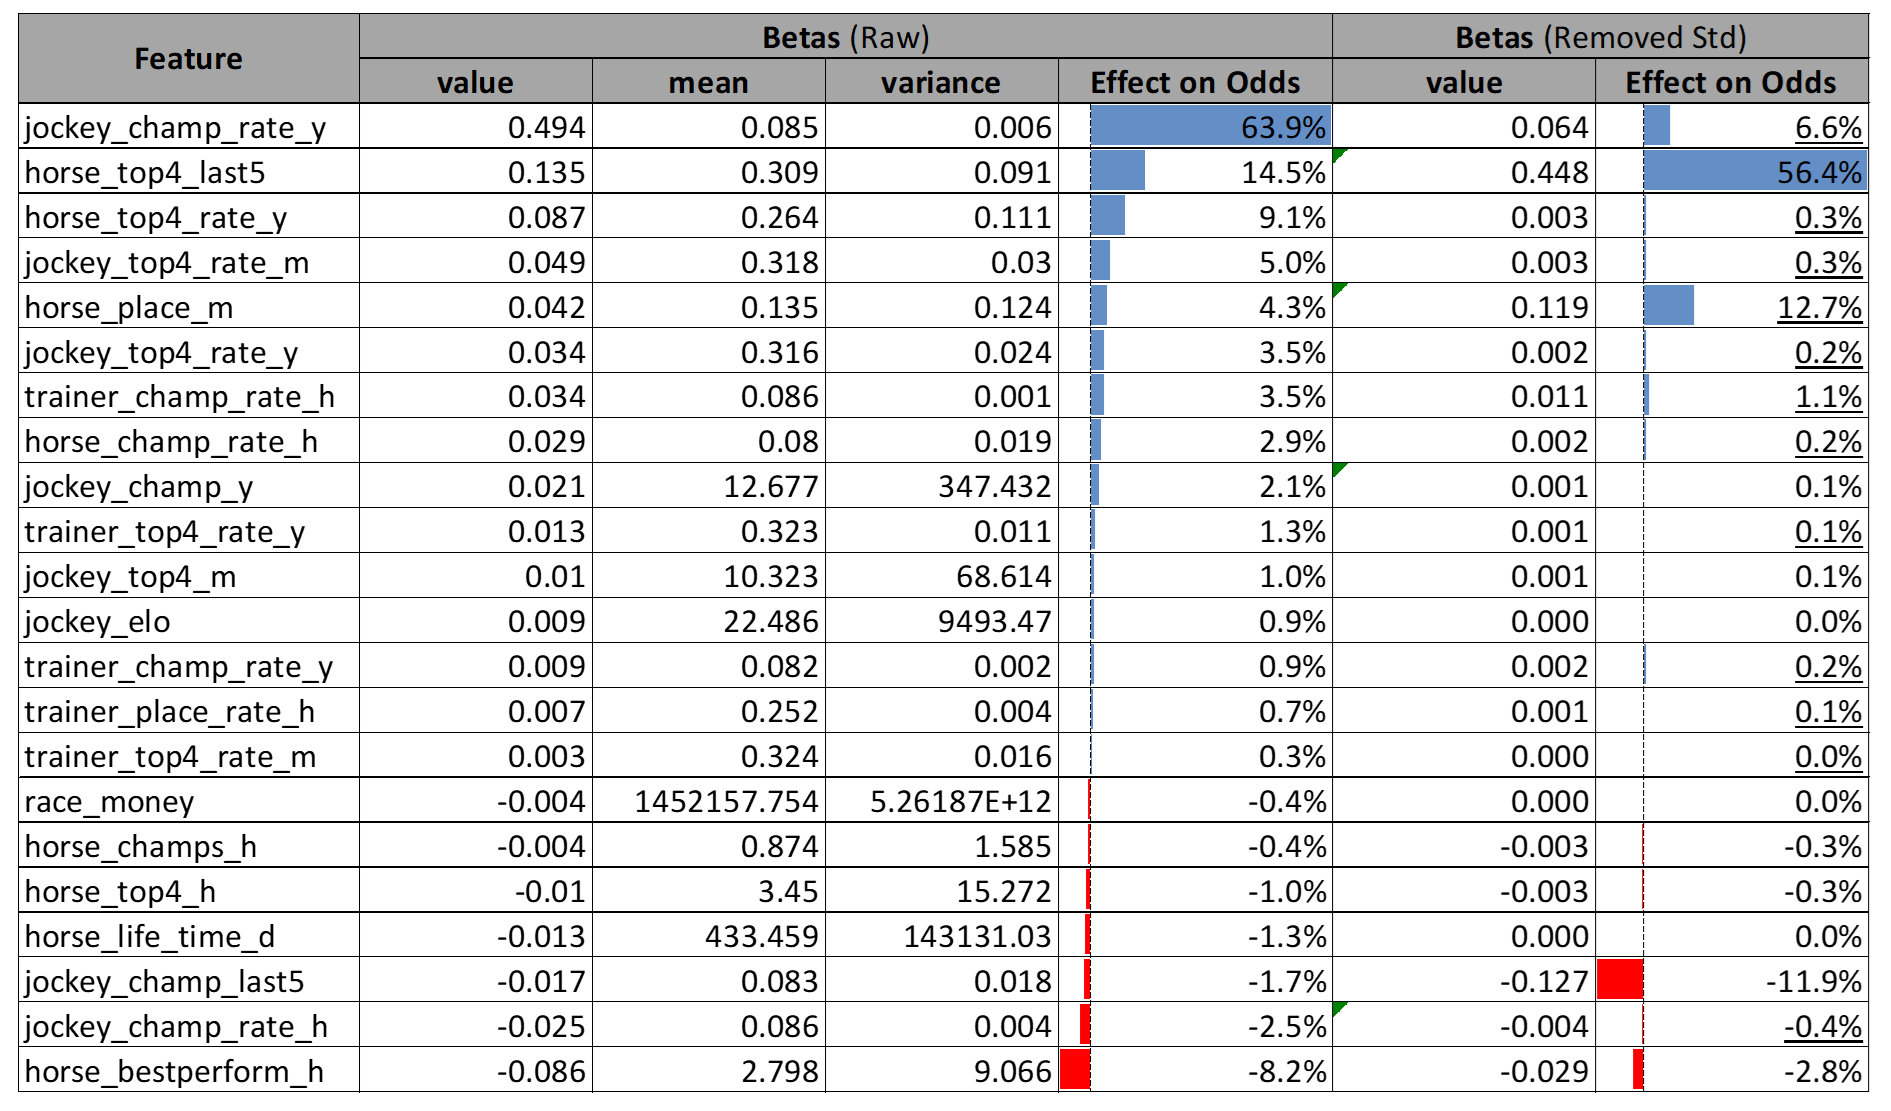 Feature Betas (Raw) Betas (Removed Std)
value mean variance Effect on Odds value Effect on Odds
jockey_champ_rate_y 0.494 0.085 0.006 63.9% 0.064 6.6%
horse_top4_last5 0.135 0.309 0.091 14.5% 0.448 56.4%
horse_top4_rate_y 0.087 0.264 0.111 9.1% 0.003 0.3%
jockey_top4_rate_m 0.049 0.318 0.03 5.0% 0.003 0.3%
horse_place_m 0.042 0.135 0.124 4.3% 0.119 12.7%
jockey_top4_rate_y 0.034 0.316 0.024 3.5% 0.002 0.2%
trainer_champ_rate_h 0.034 0.086 0.001 3.5% 0.011 1.1%
horse_champ_rate_h 0.029 0.08 0.019 2.9% 0.002 0.2%
jockey_champ_y 0.021 12.677 347.432 2.1% 0.001 0.1%
trainer_top4_rate_y 0.013 0.323 0.011 1.3% 0.001 0.1%
jockey_top4_m 0.01 10.323 68.614 1.0% 0.001 0.1%
jockey_elo 0.009 22.486 9493.47 0.9% 0.000 0.0%
trainer_champ_rate_y 0.009 0.082 0.002 0.9% 0.002 0.2%
trainer_place_rate_h 0.007 0.252 0.004 0.7% 0.001 0.1%
trainer_top4_rate_m 0.003 0.324 0.016 0.3% 0.000 0.0%
race_money -0.004 1452157.754 5.26187E+12 -0.4% 0.000 0.0%
horse_champs_h -0.004 0.874 1.585 -0.4% -0.003 -0.3%
horse_top4_h -0.01 3.45 15.272 -1.0% -0.003 -0.3%
horse_life_time_d -0.013 433.459 143131.03 -1.3% 0.000 0.0%
jockey_champ_last5 -0.017 0.083 0.018 -1.7% -0.127 -11.9%
jockey_champ_rate_h -0.025 0.086 0.004 -2.5% -0.004 -0.4%
horse_bestperform_h -0.086 2.798 9.066 -8.2% -0.029 -2.8%